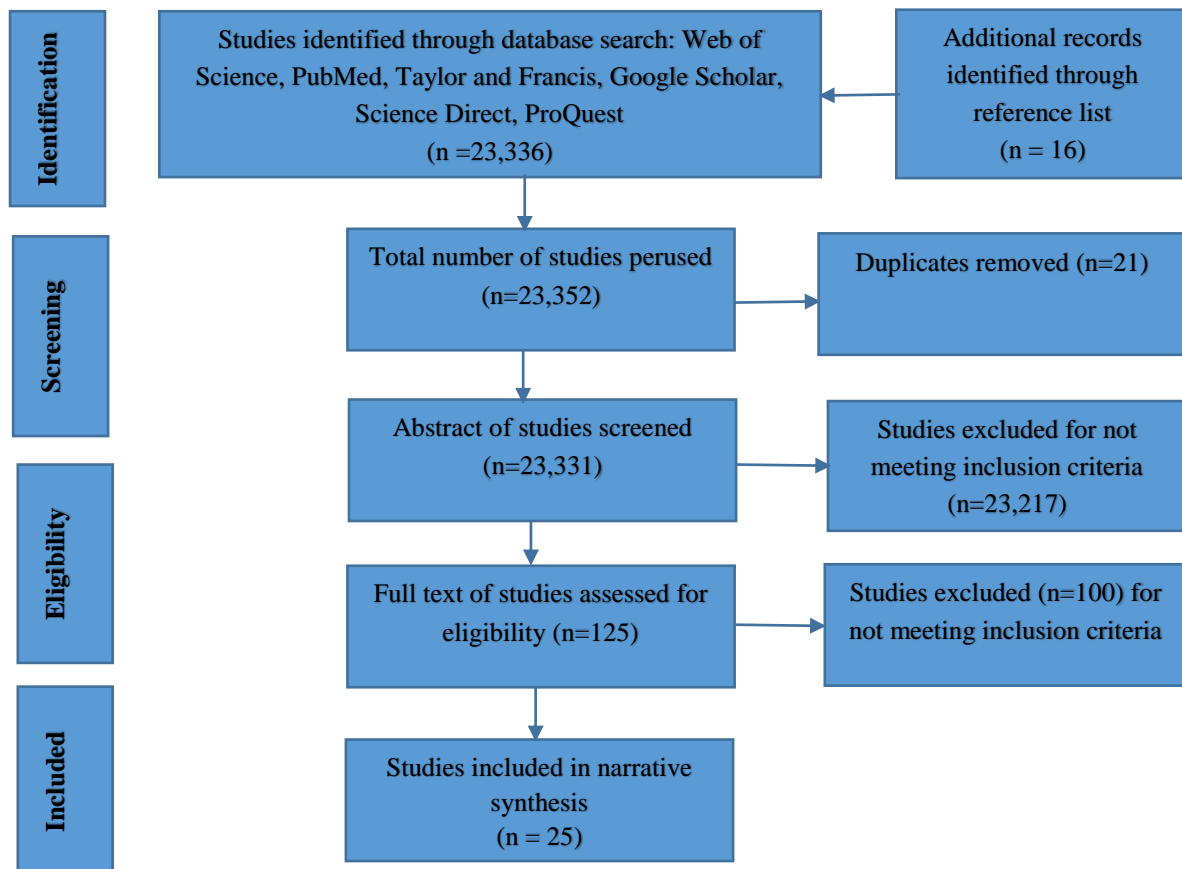 Identification
Studies identified through database search: Web of
Science, PubMed, Taylor and Francis, Google Scholar,
Science Direct, ProQuest
(n =23,336)
Additional records
identified through
reference list
(n = 16)
Screening
Total number of studies perused
(n=23,352)
Duplicates removed (n=21)
Abstract of studies screened
(n=23,331)
Studies excluded for not
meeting inclusion criteria
(n=23,217)
Eligibility
Full text of studies assessed for
eligibility (n=125)
Studies excluded (n=100) for
not meeting inclusion criteria
Included
Studies included in narrative
synthesis
(n = 25)